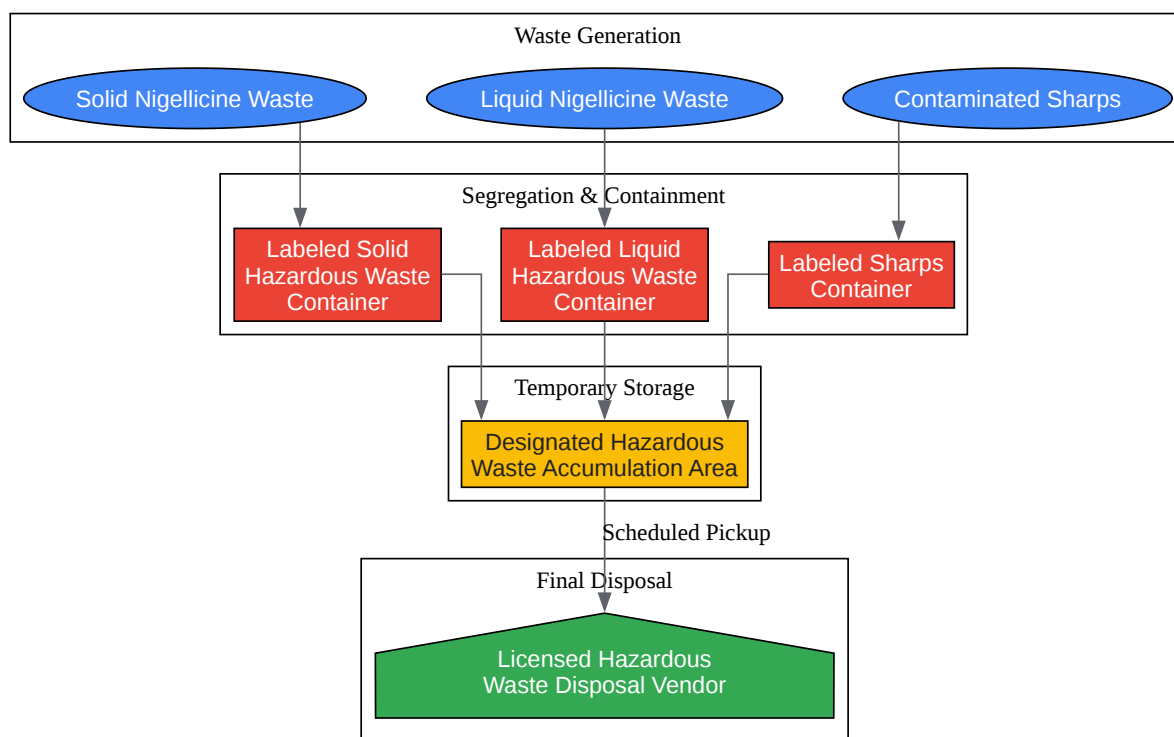 Waste Generation
Solid Nigellicine Waste
Liquid Nigellicine Waste
Contaminated Sharps
Segregation & Containment
Labeled Solid
Hazardous Waste
Container
Labeled Liquid
Hazardous Waste
Container
Labeled Sharps
Container
Temporary Storage
Designated Hazardous
Waste Accumulation Area
Scheduled Pickup
Final Disposal
Licensed Hazardous
Waste Disposal Vendor